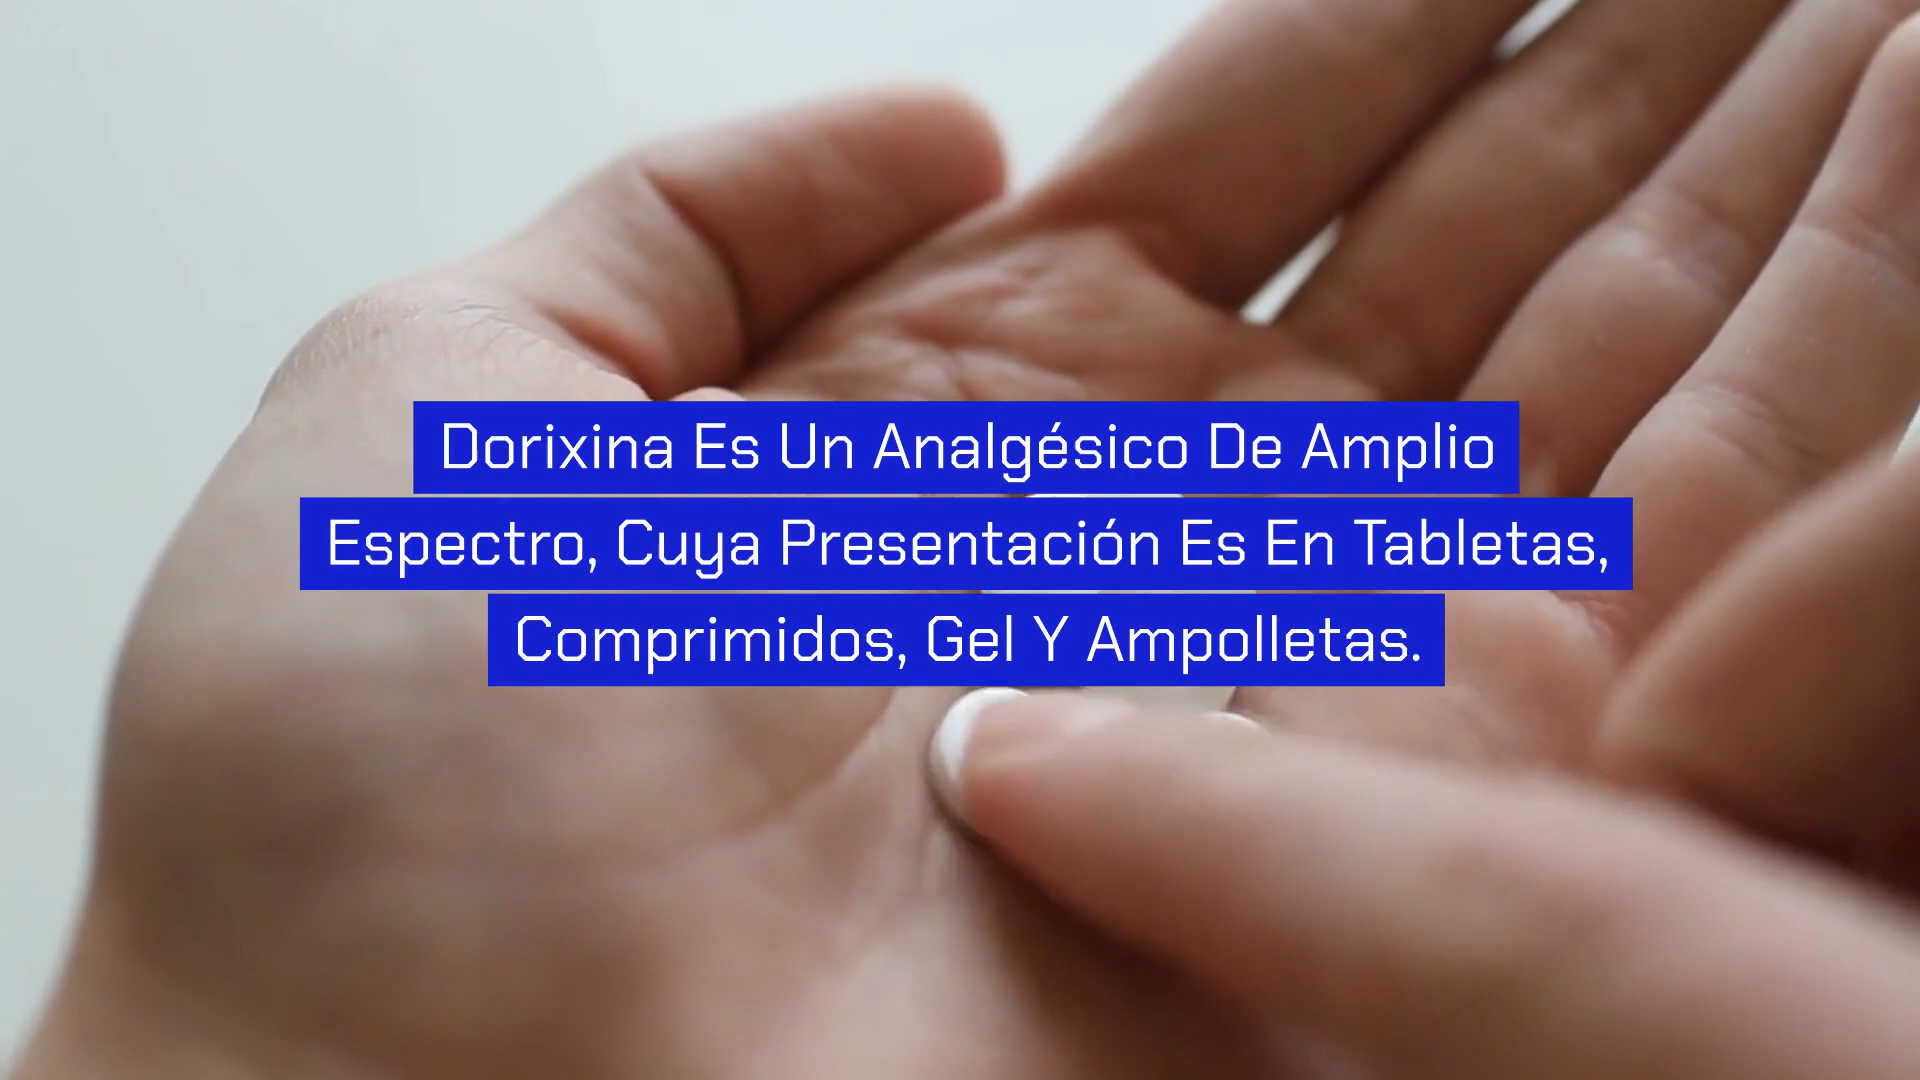 Dorixina Es Un Analgésico De Amplio
Espectro, Cuya Presentación Es En Tabletas,
Comprimidos, Gel Y Ampolletas.